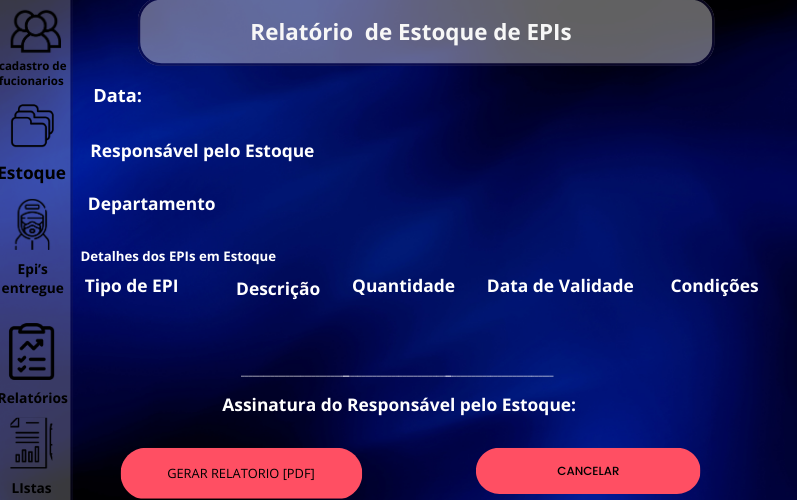 cadastro de
fucionarios
Estoque
Epi's
entregue
Relatórios
LIstas
Relatório de Estoque de EPIs
Data:
Responsável pelo Estoque
Departamento
Detalhes dos EPIs em Estoque
Tipo de EPI Descrição Quantidade Data de Validade Condições
Assinatura do Responsável pelo Estoque:
GERAR RELATORIO [PDF] CANCELAR